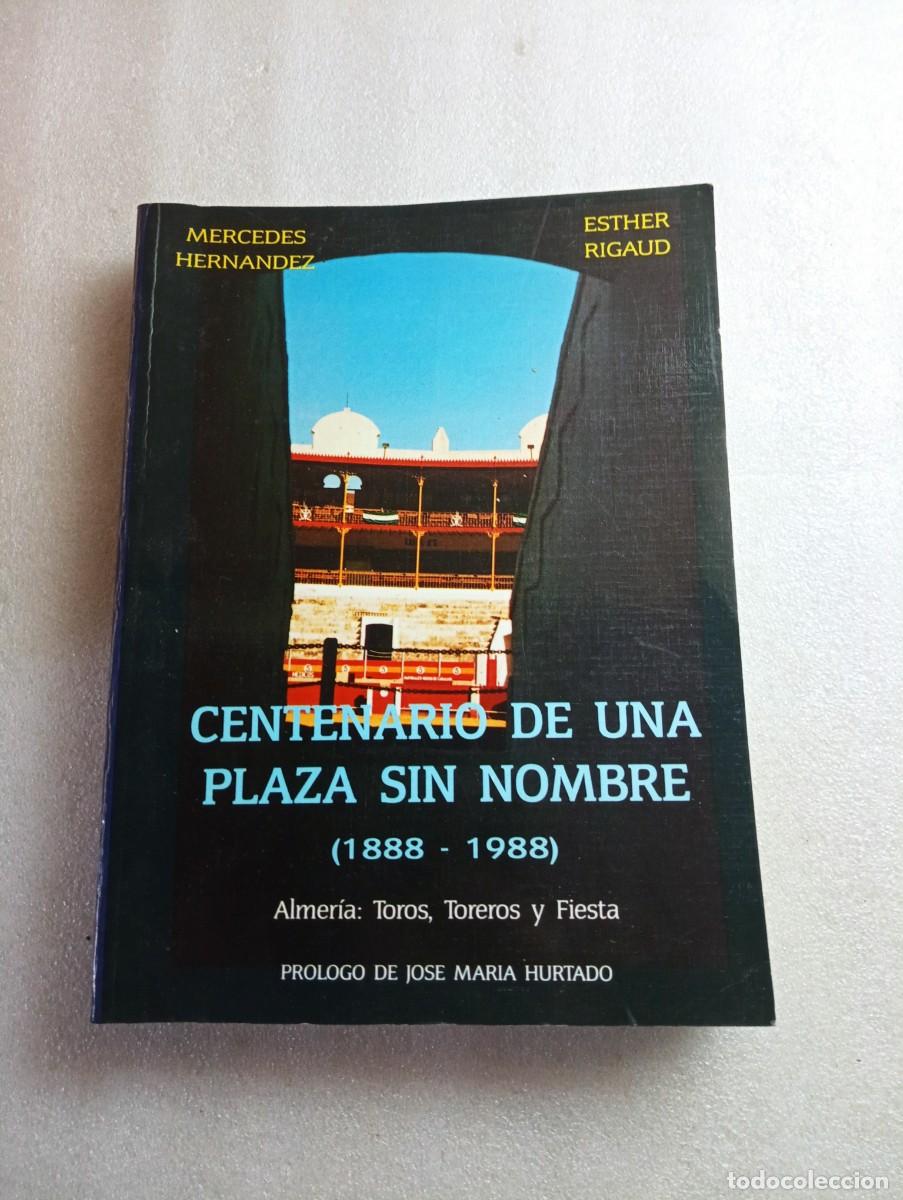 MERCEDES
HERNANDEZ
ESTHER
RIGAUD
MEDICOS
CENTENARIO DE UNA
PLAZA SIN NOMBRE
(1888 - 1988)
Almería: Toros, Toreros y Fiesta
PROLOGO DE JOSE MARIA HURTADO
todocoleccion